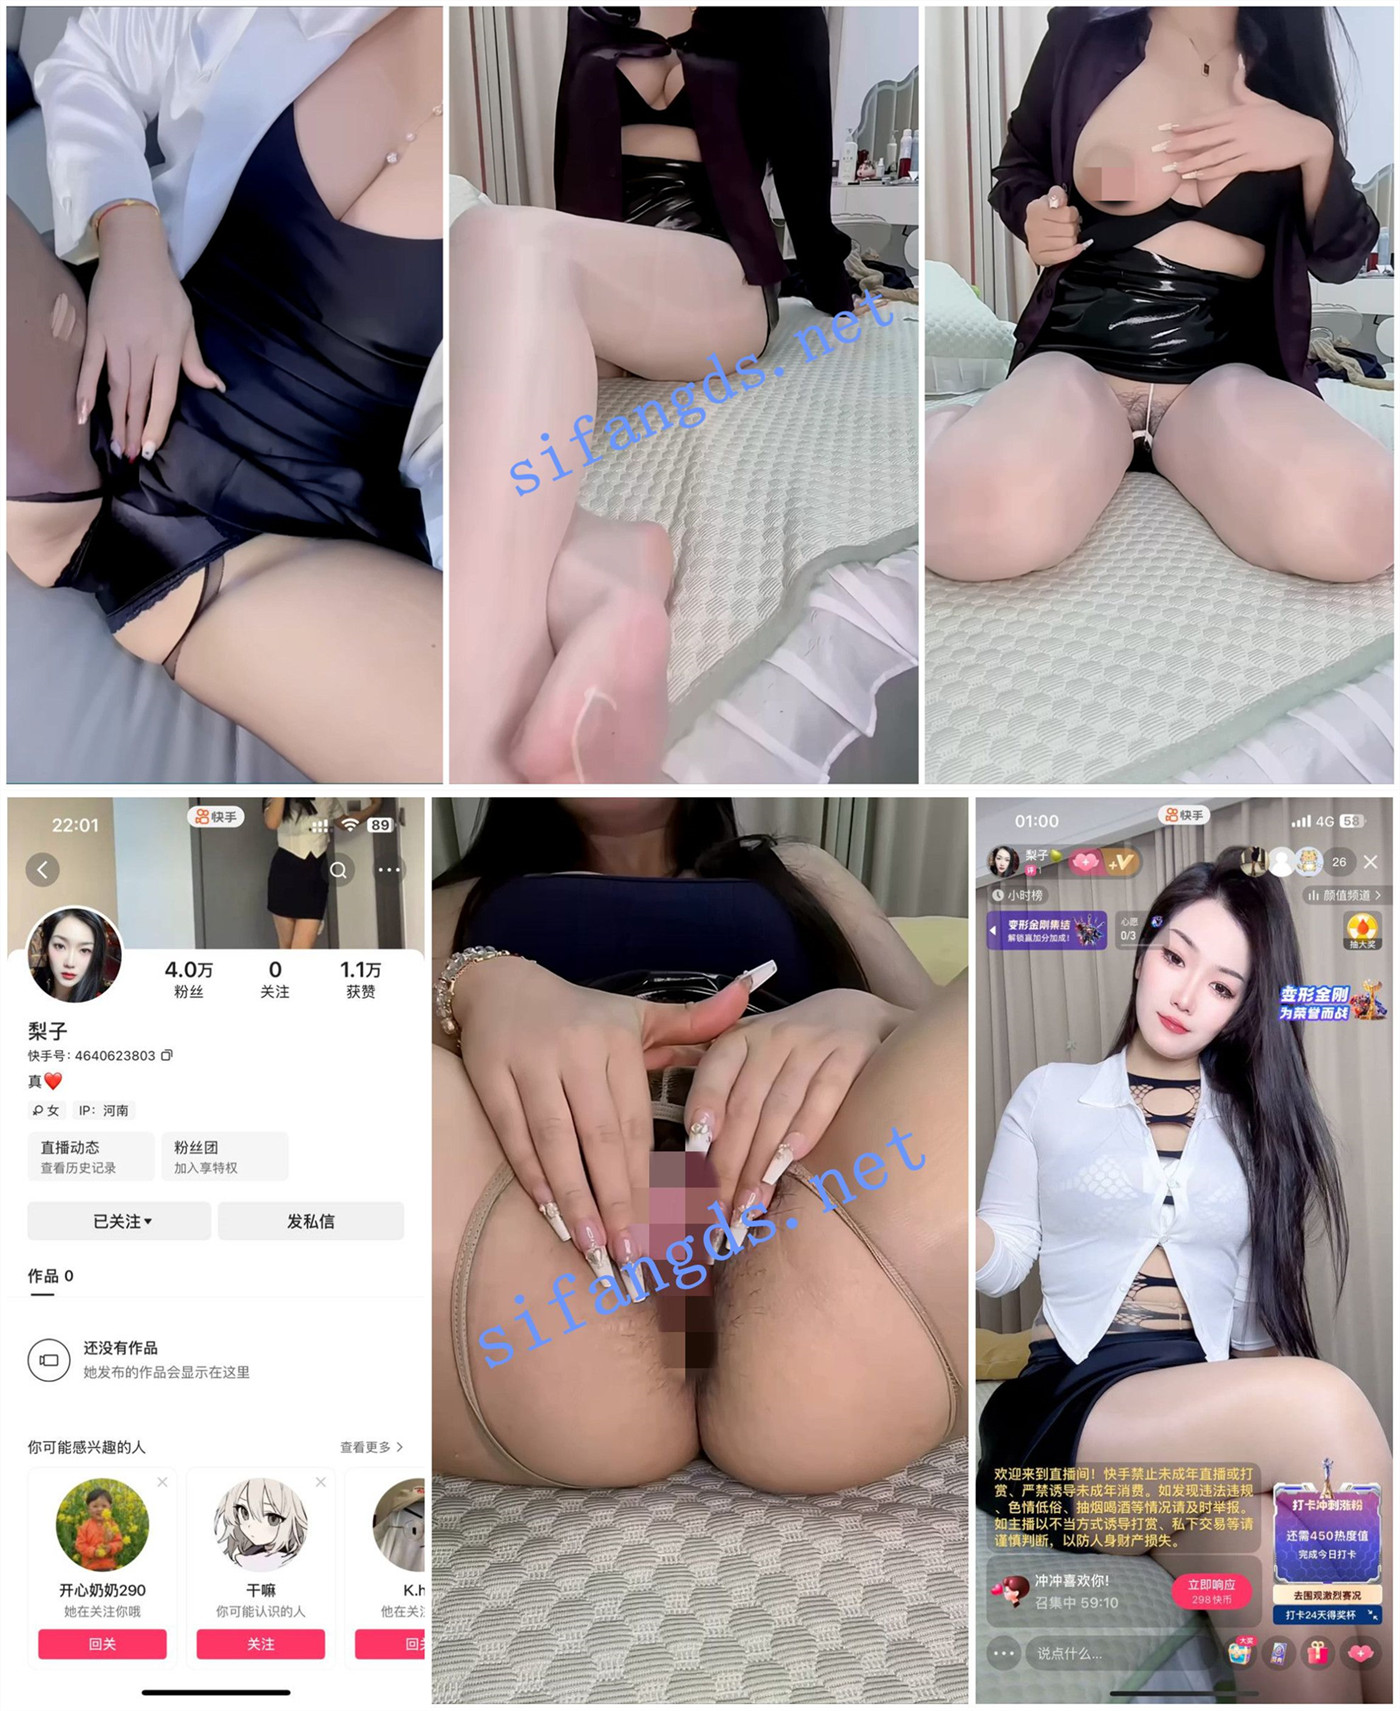 sifangds.net
22:01
快手
89
4.0万
0
1.1万
粉丝
关注
获赞
梨子
快手号: 4640623803
真❤️
女
IP: 河南
直播动态
查看历史记录
粉丝团
加入享特权
已关注
发私信
作品 0
还没有作品
她发布的作品会显示在这里
你可能感兴趣的人
查看更多
开心奶奶290
她在关注你哦
回关
干嘛
你可能认识的人
关注
K.h
他在关
回
sifangds.net
01:00
快手
4G
58
梨子
26
小时榜
颜值频道
变形金刚集结
解锁赢加分加成!
心愿
0/3
抽大奖
变形金刚
为荣誉而战
欢迎来到直播间! 快手禁止未成年直播或打
赏、严禁诱导未成年消费。如发现违法违规
、色情低俗、抽烟喝酒等情况请及时举报。
如主播以不当方式诱导打赏、私下交易等请
谨慎判断, 以防人身财产损失。
打卡冲刺涨粉
还需450热度值
完成今日打卡
去围观激烈赛况
打卡24天得奖杯
冲冲喜欢你!
召集中 59:10
立即响应
298快币
说点什么...
大奖